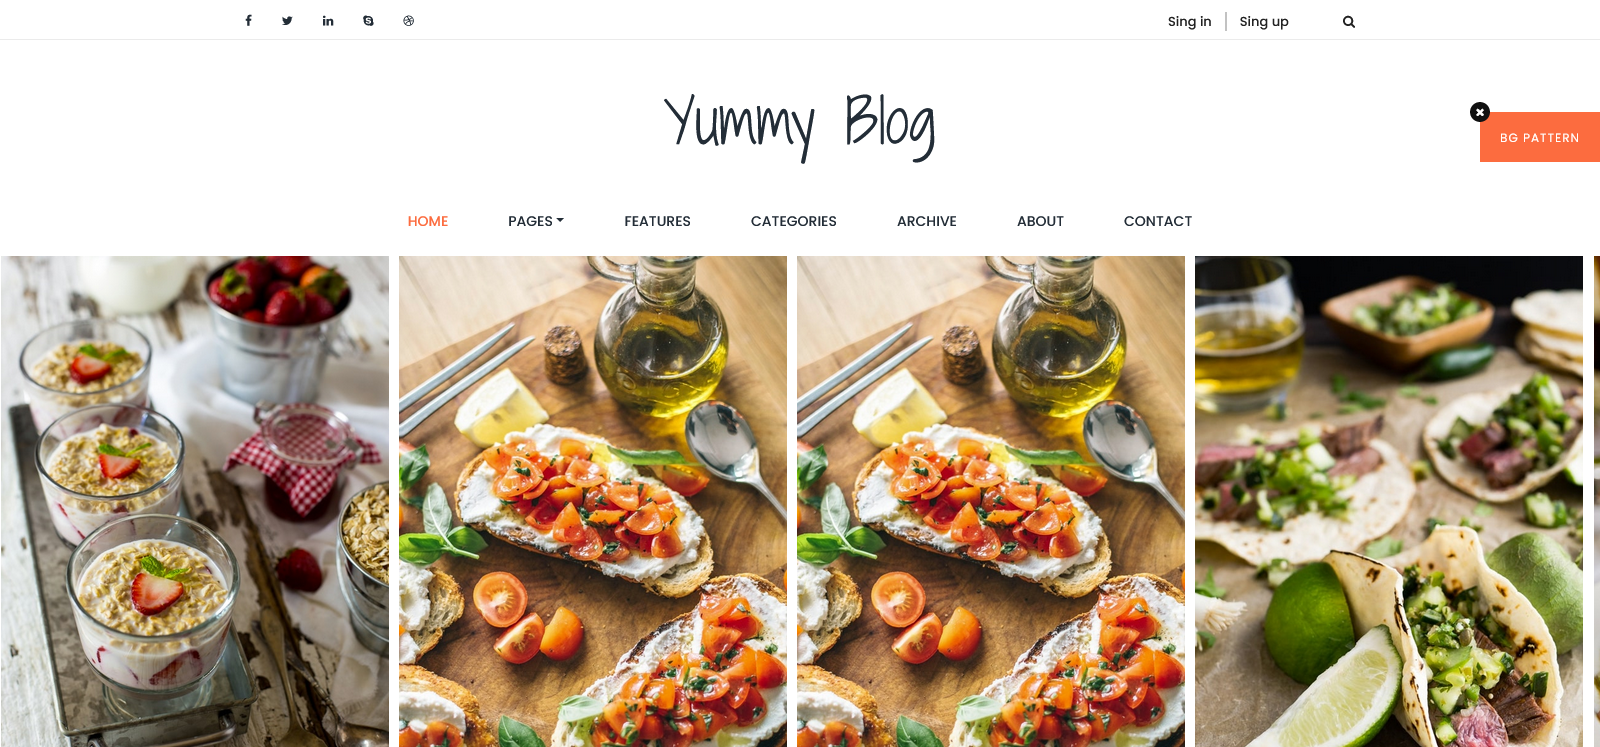 Sing in
Sing up
Yummy Blog
BG PATTERN
HOME
PAGES
FEATURES
CATEGORIES
ARCHIVE
ABOUT
CONTACT